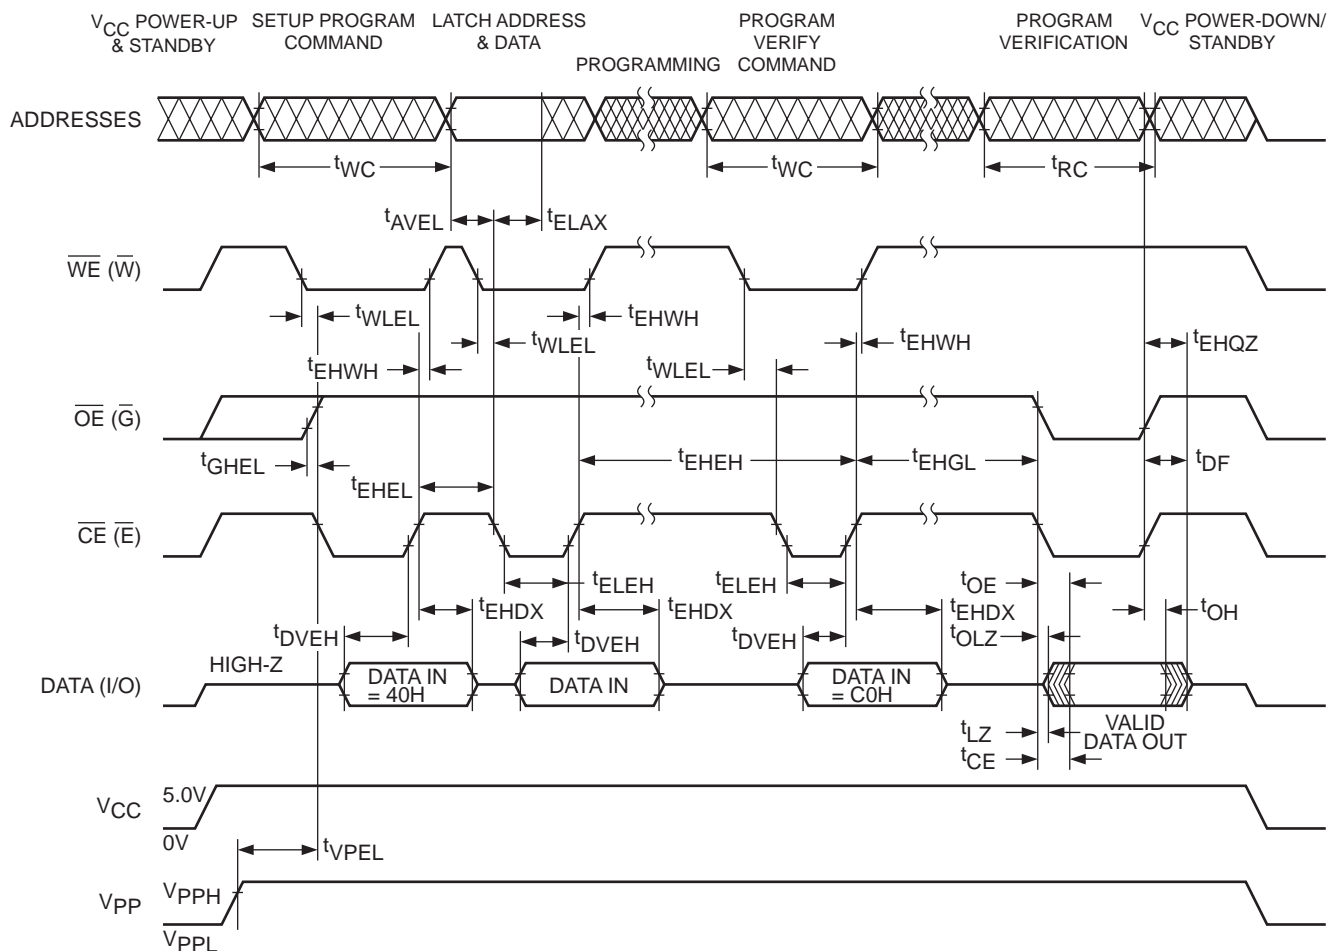 VCC POWER-UP
& STANDBY
SETUP PROGRAM
COMMAND
LATCH ADDRESS
& DATA
PROGRAMMING
PROGRAM
VERIFY
COMMAND
PROGRAM
VERIFICATION
VCC POWER-DOWN/
STANDBY
ADDRESSES
tWC
tWC
tRC
tAVEL
tELAX
WE (W)
tWLEL
tEHWH
tWLEL
tEHWH
tWLEL
tEHWH
tEHQZ
OE (G)
tGHEL
tEHEL
tEHEH
tEHGL
tDF
CE (E)
tELEH
tELEH
tOE
tDVEH
tEHDX
tDVEH
tEHDX
tDVEH
tEHDX
tOLZ
tOH
DATA (I/O)
HIGH-Z
DATA IN
= 40H
DATA IN
DATA IN
= C0H
VALID
DATA OUT
tLZ
tCE
VCC
5.0V
0V
tVPEL
VPP
VPPH
VPPL